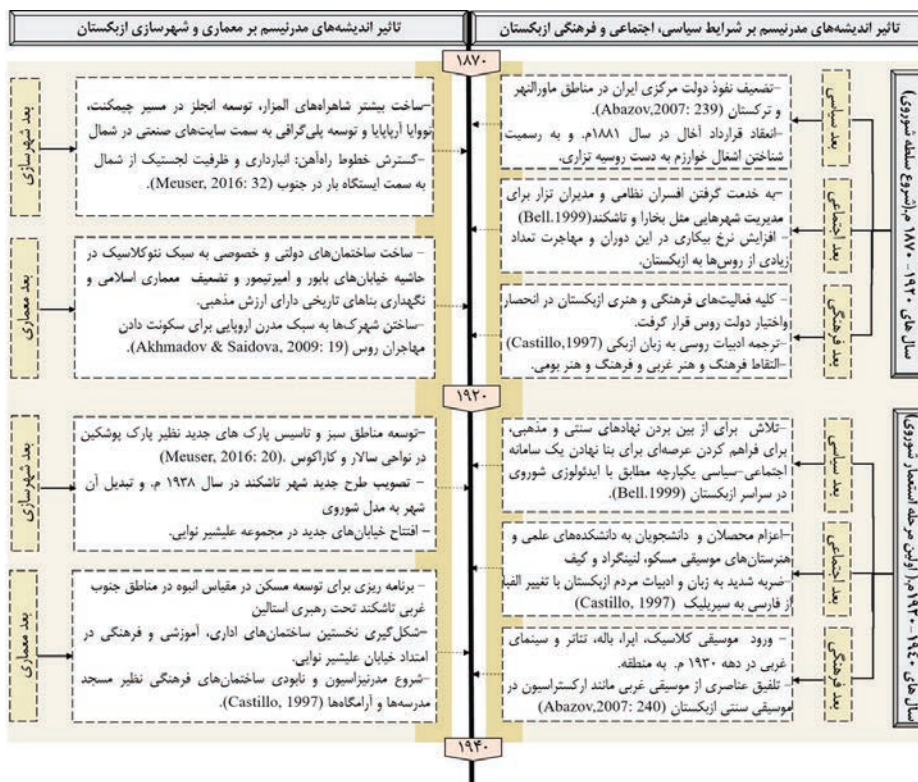 تاثیر اندیشه‌های مدرنیسم بر شرایط سیاسی، اجتماعی و فرهنگی ازبکستان
تاثیر اندیشه‌های مدرنیسم بر معماری و شهرسازی ازبکستان
۱۸۷۰
سال های ۱۹۲۰- ۱۸۷۰ م.(شروع سلطه شوروی)
بعد سیاسی
-تضعیف نفوذ دولت مرکزی ایران در مناطق ماورالنهر
و ترکستان (Abazov,2007: 239).
-انعقاد قرارداد آخال در سال ۱۸۸۱م. و به رسمیت
شناختن اشغال خوارزم به دست روسیه تزاری.
بعد اجتماعی
-به خدمت گرفتن افسران نظامی و مدیران تزار برای
مدیریت شهرهایی مثل بخارا و تاشکند(Bell.1999)
- افزایش نرخ بیکاری در این دوران و مهاجرت تعداد
زیادی از روس‌ها به ازبکستان.
بعد فرهنگی
- کلیه فعالیت‌های فرهنگی و هنری ازبکستان در انحصار
واختیار دولت روس قرار گرفت.
-ترجمه ادبیات روسی به زبان ازبکی (Castillo,1997)
-التقاط فرهنگ و هنر غربی و فرهنگ و هنر بومی.
بعد شهرسازی
-ساخت بیشتر شاهراه‌های المزار، توسعه انجلز در مسیر چیمکنت،
نووایا آرپاپایا و توسعه پلی‌گرافی به سمت سایت‌های صنعتی در شمال
-گسترش خطوط راه‌آهن: انبارداری و ظرفیت لجستیک از شمال
به سمت ایستگاه بار در جنوب (Meuser, 2016: 32).
بعد معماری
- ساخت ساختمان‌های دولتی و خصوصی به سبک نئوکلاسیک در
حاشیه خیابان‌های بابور و امیرتیمور و تضعیف معماری اسلامی و
نگهداری بناهای تاریخی دارای ارزش مذهبی.
-ساختن شهرک‌ها به سبک مدرن اروپایی برای سکونت دادن
مهاجران روس (Akhmadov & Saidova, 2009: 19).
۱۹۲۰
سال های ۱۹۴۰-۱۹۲۰م.( اولین مرحله استعمار شوروی)
بعد سیاسی
-تلاش برای از بین بردن نهادهای سنتی و مذهبی،
برای فراهم کردن عرصه‌ای برای بنا نهادن یک سامانه
اجتماعی-سیاسی یکپارچه مطابق با ایدئولوژی شوروی
در سراسر ازبکستان (Bell.1999).
بعد اجتماعی
-اعزام محصلان و دانشجویان به دانشکده‌های علمی و
هنرستان‌های موسیقی مسکو، لنینگراد و کیف
- ضربه شدید به زبان و ادبیات مردم ازبکستان با تغییر الفبا
از فارسی به سیریلیک (Castillo, 1997)
بعد فرهنگی
- ورود موسیقی کلاسیک، اپرا، باله، تئاتر و سینمای
غربی در دهه ۱۹۳۰ م. به منطقه.
- تلفیق عناصری از موسیقی غربی مانند ارکستراسیون در
موسیقی سنتی ازبکستان (Abazov,2007: 240)
بعد شهرسازی
-توسعه مناطق سبز و تاسیس پارک های جدید نظیر پارک پوشکین
در نواحی سالار و کاراکوس .(Meuser, 2016: 20)
- تصویب طرح جدید شهر تاشکند در سال ۱۹۳۸ م. و تبدیل آن
شهر به مدل شوروی
- افتتاح خیابان‌های جدید در مجموعه علیشیر نوایی.
بعد معماری
- برنامه ریزی برای توسعه مسکن در مقیاس انبوه در مناطق جنوب
غربی تاشکند تحت رهبری استالین
-شکل‌گیری نخستین ساختمان‌های اداری، آموزشی و فرهنگی در
امتداد خیابان علیشیر نوایی.
- شروع مدرنیزاسیون و نابودی ساختمان‌های فرهنگی نظیر مسجد
مدرسه‌ها و آرامگاه‌ها (Castillo, 1997).
۱۹۴۰